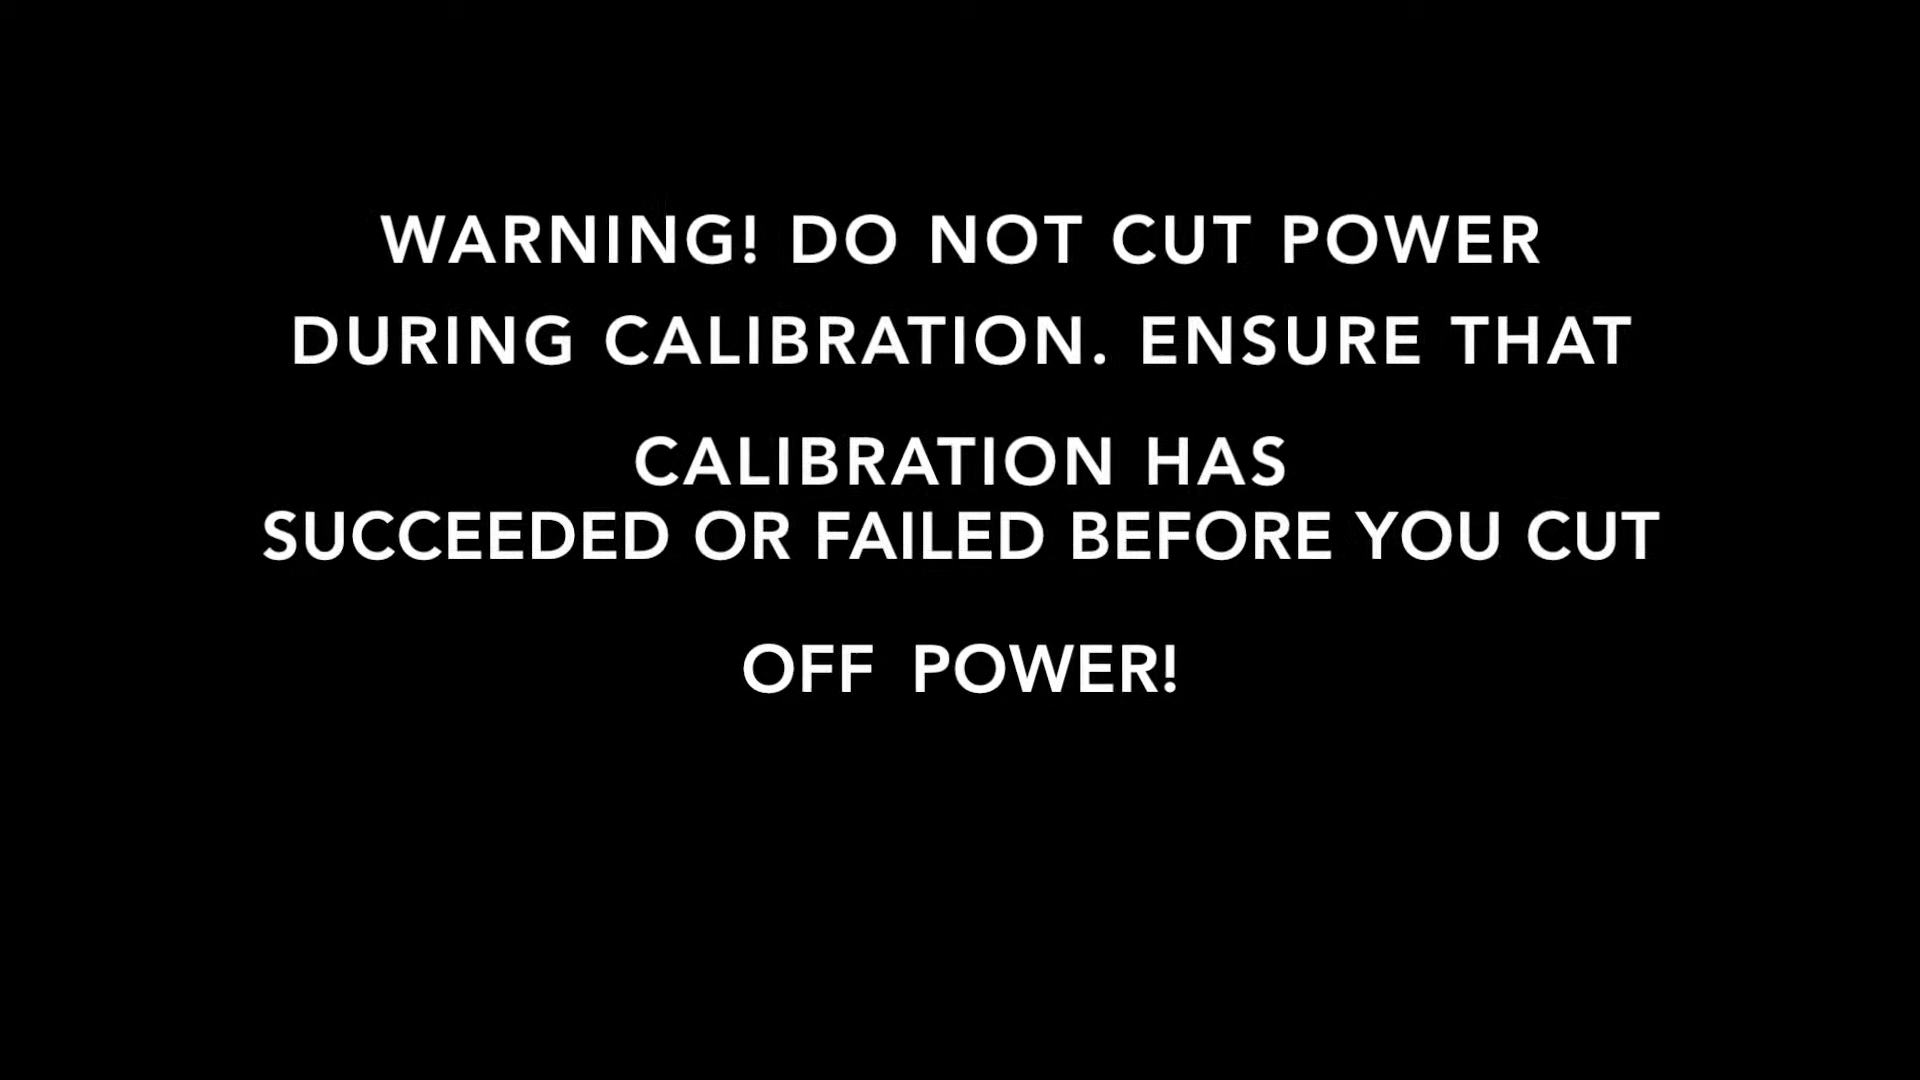 WARNING! DO NOT CUT POWER
DURING CALIBRATION. ENSURE THAT
CALIBRATION HAS
SUCCEEDED OR FAILED BEFORE YOU CUT
OFF POWER!